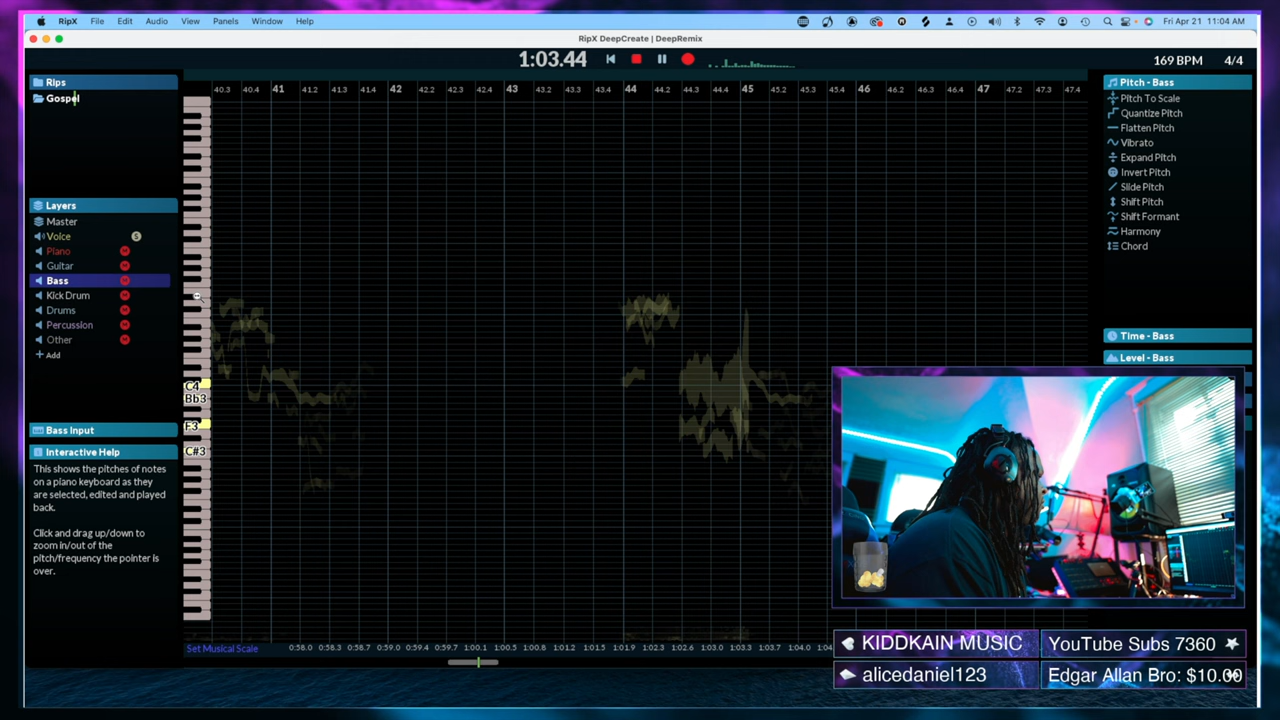 RipX File Edit Audio View Panels Window Help
Fri Apr 21 11:04 AM
RipX DeepCreate | DeepRemix
1:03.44
169 BPM 4/4
Rips
Gospel
40.3 40.4 41 41.2 41.3 41.4 42 42.2 42.3 42.4 43 43.2 43.3 43.4 44 44.2 44.3 44.4 45 45.2 45.3 45.4 46 46.2 46.3 46.4 47 47.2 47.3 47.4
Layers
Master
Voice S
Piano M
Guitar M
Bass M
Kick Drum M
Drums M
Percussion M
Other M
Add
Bass Input
Interactive Help
This shows the pitches of notes
on a piano keyboard as they
are selected, edited and played
back.
Click and drag up/down to
zoom in/out of the
pitch/frequency the pointer is
over.
C4
Bb3
F3
C#3
Set Musical Scale
0:58.0 0:58.3 0:58.7 0:59.0 0:59.4 0:59.7 1:00.1 1:00.5 1:00.8 1:01.2 1:01.5 1:01.9 1:02.3 1:02.6 1:03.0 1:03.3 1:03.7 1:04.0 1:04
Pitch - Bass
Pitch To Scale
Quantize Pitch
Flatten Pitch
Vibrato
Expand Pitch
Invert Pitch
Slide Pitch
Shift Pitch
Shift Formant
Harmony
Chord
Time - Bass
Level - Bass
KIDDKAIN MUSIC
YouTube Subs 7360
alicedaniel123
Edgar Allan Bro: $10.00